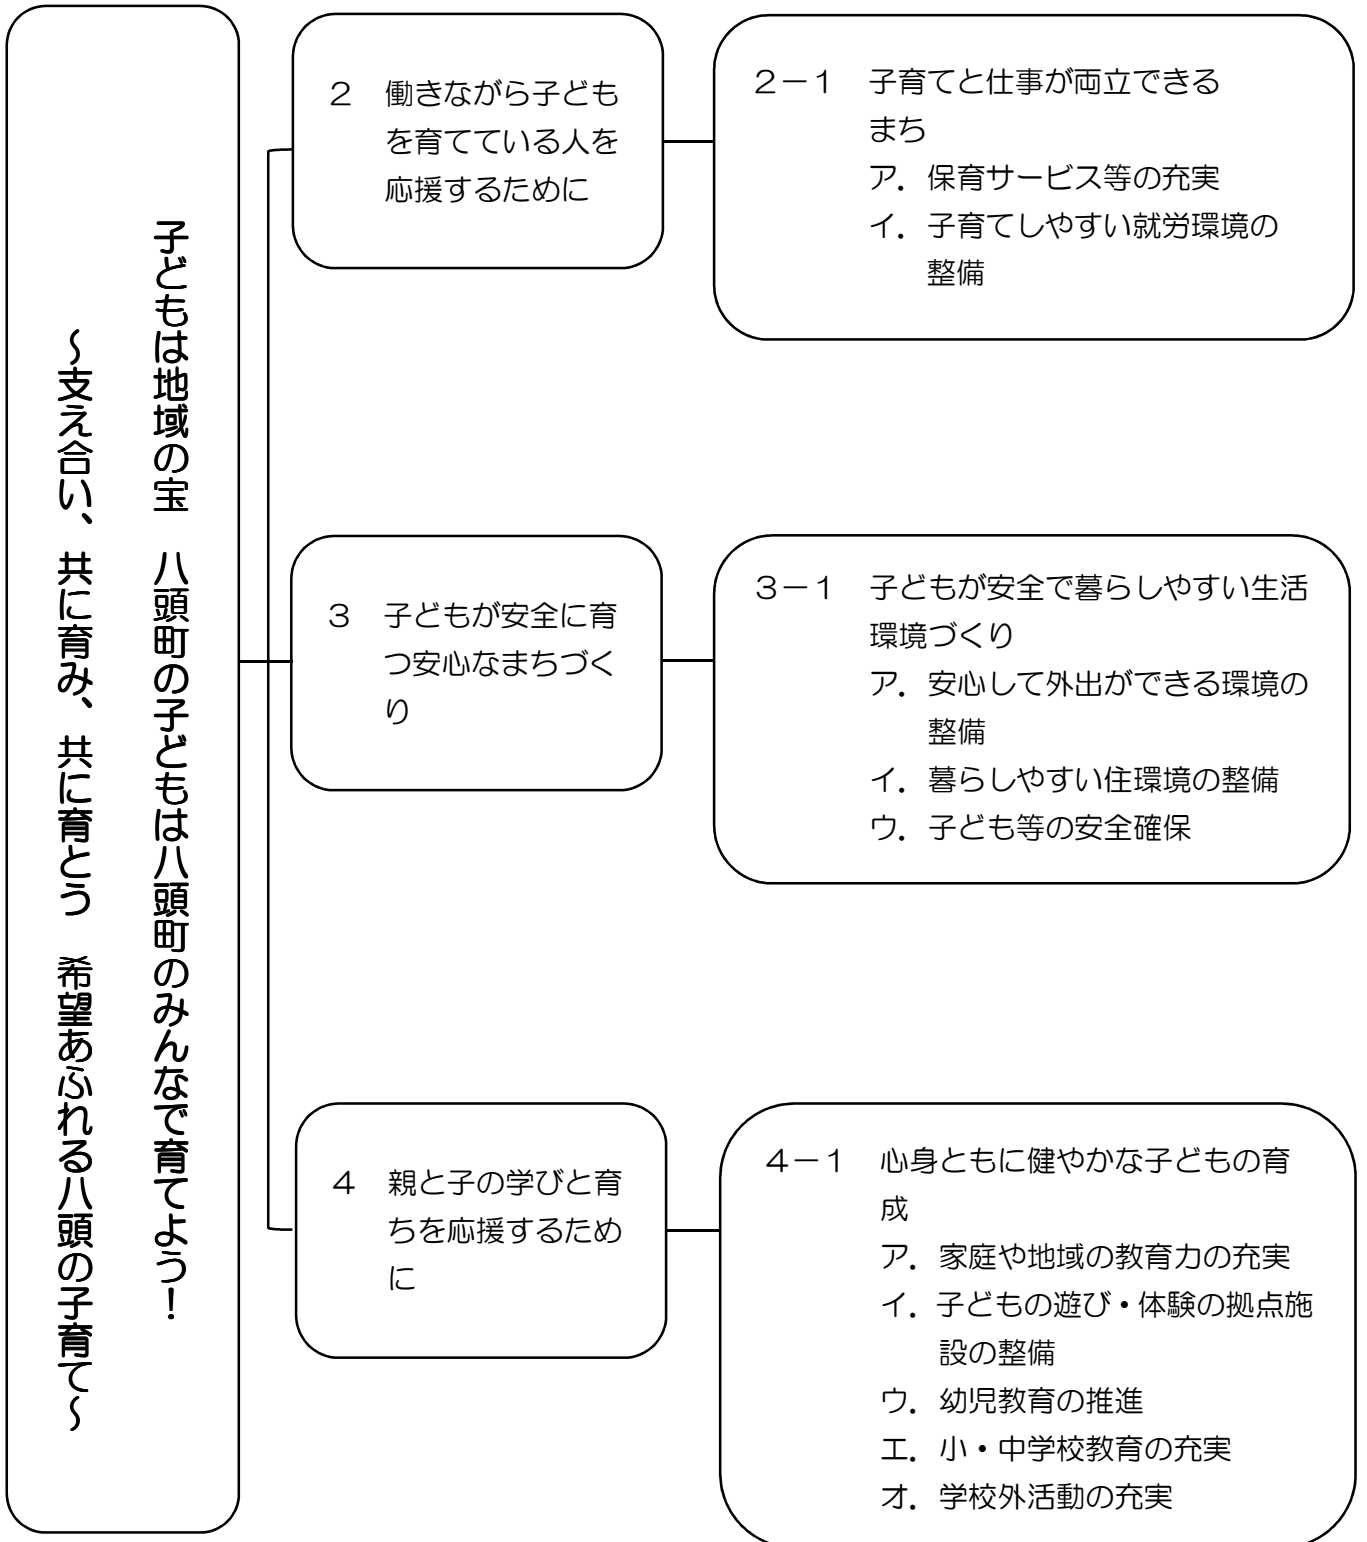 子どもは地域の宝　八頭町の子どもは八頭町のみんなで育てよう！
～支え合い、共に育み、共に育とう　希望あふれる八頭の子育て～
２　働きながら子ども
を育てている人を
応援するために
２－１　子育てと仕事が両立できる
まち
ア．保育サービス等の充実
イ．子育てしやすい就労環境の
整備
３　子どもが安全に育
つ安心なまちづく
り
３－１　子どもが安全で暮らしやすい生活
環境づくり
ア．安心して外出ができる環境の
整備
イ．暮らしやすい住環境の整備
ウ．子ども等の安全確保
４　親と子の学びと育
ちを応援するため
に
４－１　心身ともに健やかな子どもの育
成
ア．家庭や地域の教育力の充実
イ．子どもの遊び・体験の拠点施
設の整備
ウ．幼児教育の推進
エ．小・中学校教育の充実
オ．学校外活動の充実